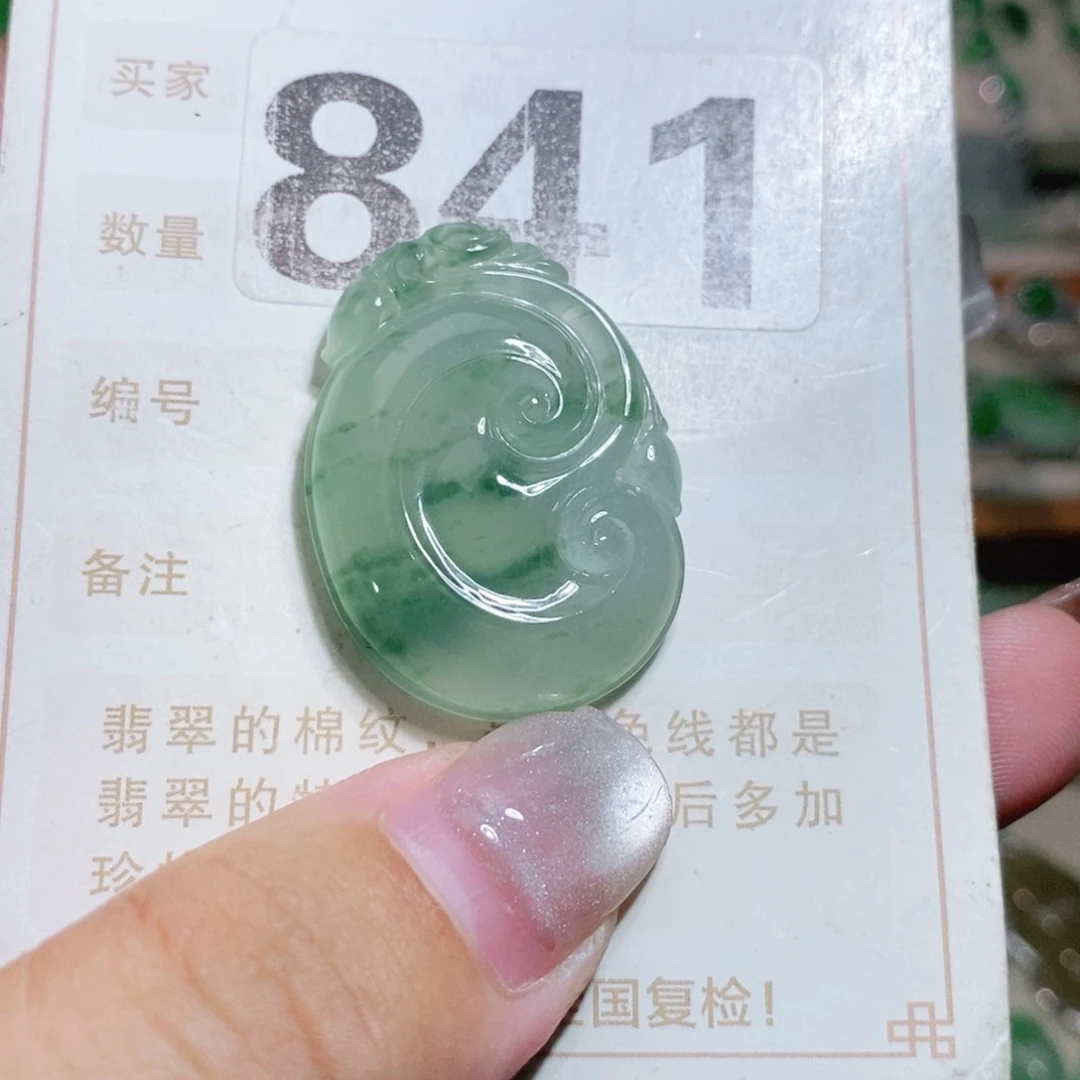 买家
841
数量
编号
备注
翡翠的棉纹, 色线都是
翡翠的 后多加
珍
国复检!